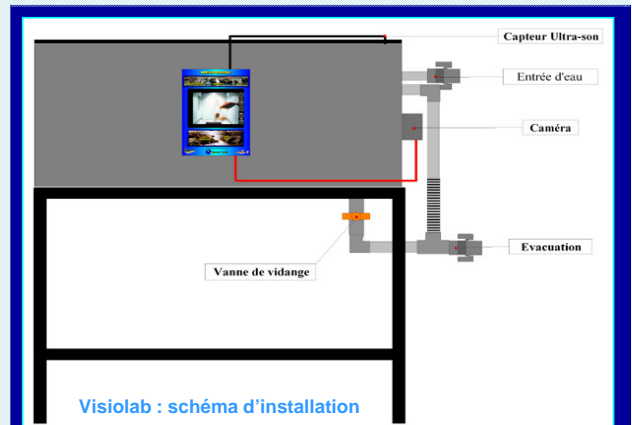 Capteur Ultra-son
Entrée d'eau
Caméra
Evacuation
Vanne de vidange
Visiolab : schéma d'installation